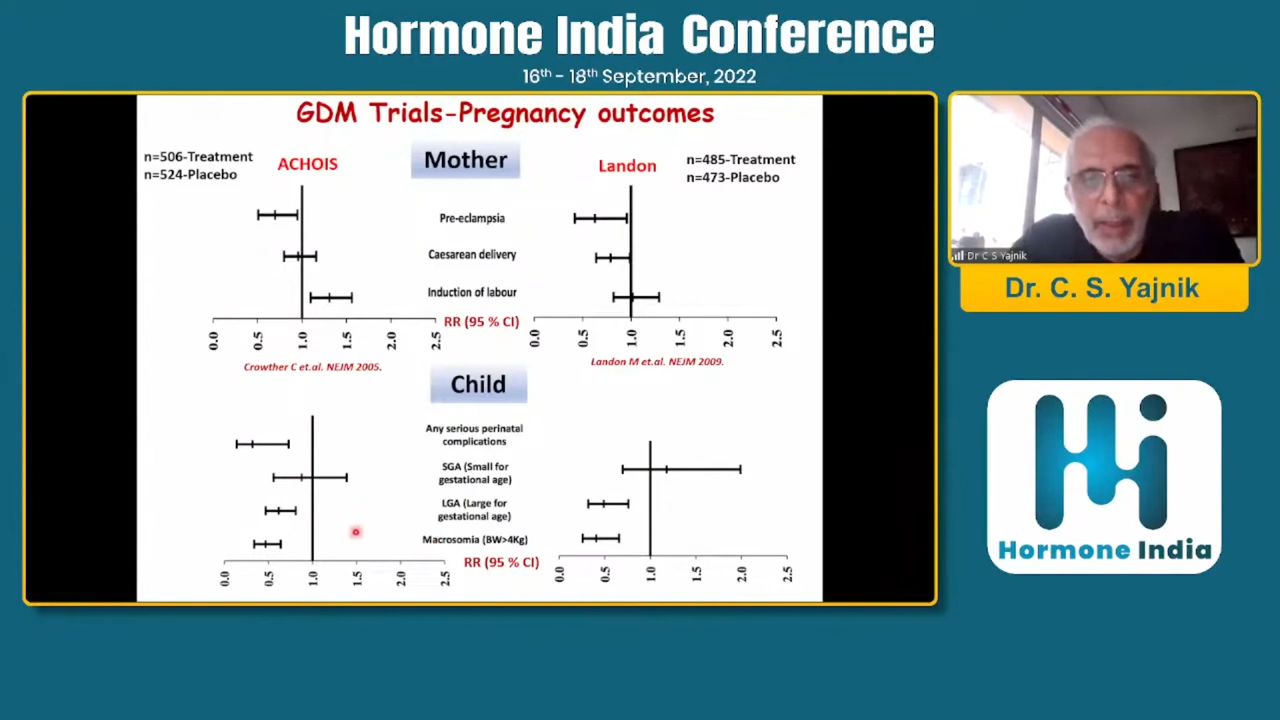 Hormone India Conference
16th - 18th September, 2022
GDM Trials-Pregnancy outcomes
n=506-Treatment
n=524-Placebo
ACHOIS
Mother
Landon
n=485-Treatment
n=473-Placebo
Pre-eclampsia
Caesarean delivery
Induction of labour
RR (95 % CI)
0.0 0.5 1.0 1.5 2.0 2.5
0.0 0.5 1.0 1.5 2.0 2.5
Crowther C et.al. NEJM 2005.
Landon M et.al. NEJM 2009.
Child
Any serious perinatal
complications
SGA (Small for
gestational age)
LGA (Large for
gestational age)
Macrosomia (BW>4Kg)
RR (95 % CI)
0.0 0.5 1.0 1.5 2.0 2.5
0.0 0.5 1.0 1.5 2.0 2.5
Dr C S Yajnik
Dr. C. S. Yajnik
Hi
Hormone India